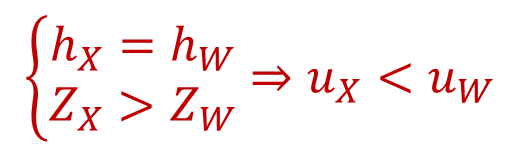 {h_X = h_W
Z_X > Z_W ⇒ u_X < u_W